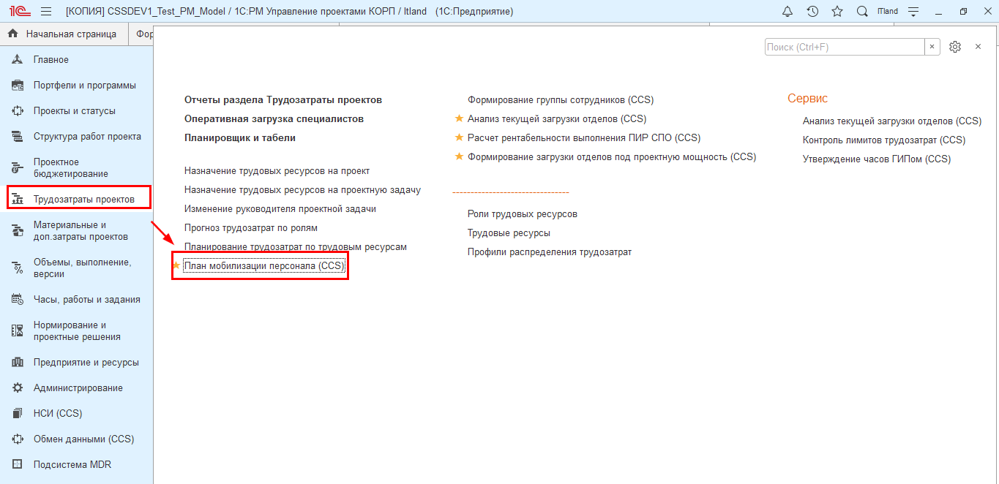 1С [КОПИЯ] CSSDEV1_Test_PM_Model / 1С:PM Управление проектами КОРП / Itland (1С:Предприятие) ITland
Начальная страница
Фор
Поиск (Ctrl+F) ×
Главное
Портфели и программы
Проекты и статусы
Структура работ проекта
Проектное
бюджетирование
Трудозатраты проектов
Материальные и
доп.затраты проектов
Объемы, выполнение,
версии
Часы, работы и задания
Нормирование и
проектные решения
Предприятие и ресурсы
Администрирование
НСИ (CCS)
Обмен данными (CCS)
Подсистема MDR
Отчеты раздела Трудозатраты проектов
Оперативная загрузка специалистов
Планировщик и табели
Назначение трудовых ресурсов на проект
Назначение трудовых ресурсов на проектную задачу
Изменение руководителя проектной задачи
Прогноз трудозатрат по ролям
Планирование трудозатрат по трудовым ресурсам
План мобилизации персонала (CCS)
Формирование группы сотрудников (CCS)
Анализ текущей загрузки отделов (CCS)
Расчет рентабельности выполнения ПИР СПО (CCS)
Формирование загрузки отделов под проектную мощность (CCS)
--------------------------------
Роли трудовых ресурсов
Трудовые ресурсы
Профили распределения трудозатрат
Сервис
Анализ текущей загрузки отделов (CCS)
Контроль лимитов трудозатрат (CCS)
Утверждение часов ГИПом (CCS)